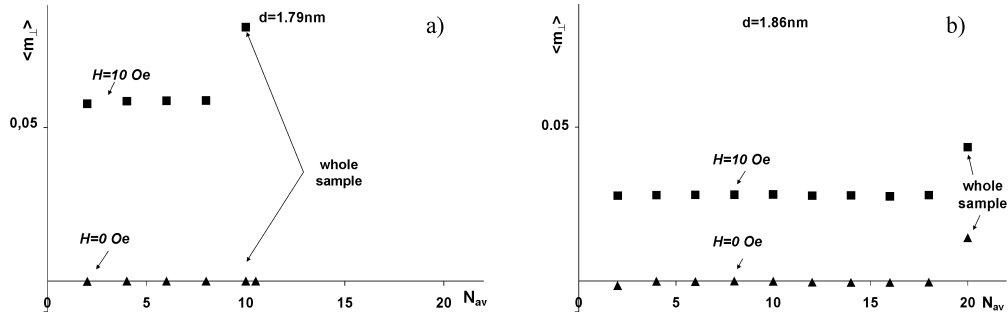 <m⊥>
d=1.79nm
a)
H=10 Oe
0,05
whole
sample
H=0 Oe
0 5 10 15 20 Nav
<m⊥>
d=1.86nm
b)
0.05
H=10 Oe
whole
sample
H=0 Oe
0 5 10 15 20 Nav